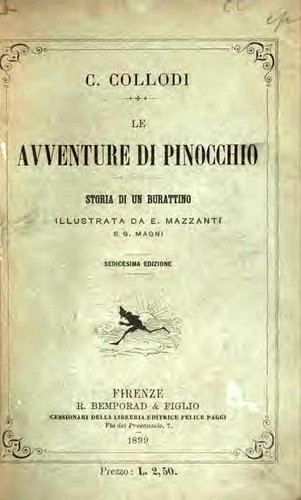 C. COLLODI
LE
AVVENTURE DI PINOCCHIO
STORIA DI UN BURATTINO
ILLUSTRATA DA E. MAZZANTI
E G. MAGNI
SEDICESIMA EDIZIONE
FIRENZE
R. BEMPORAD & FIGLIO
CESSIONARI DELLA LIBRERIA EDITRICE FELICE PAGGI
Via del Proconsolo, 7.
1899
Prezzo: L. 2,50.